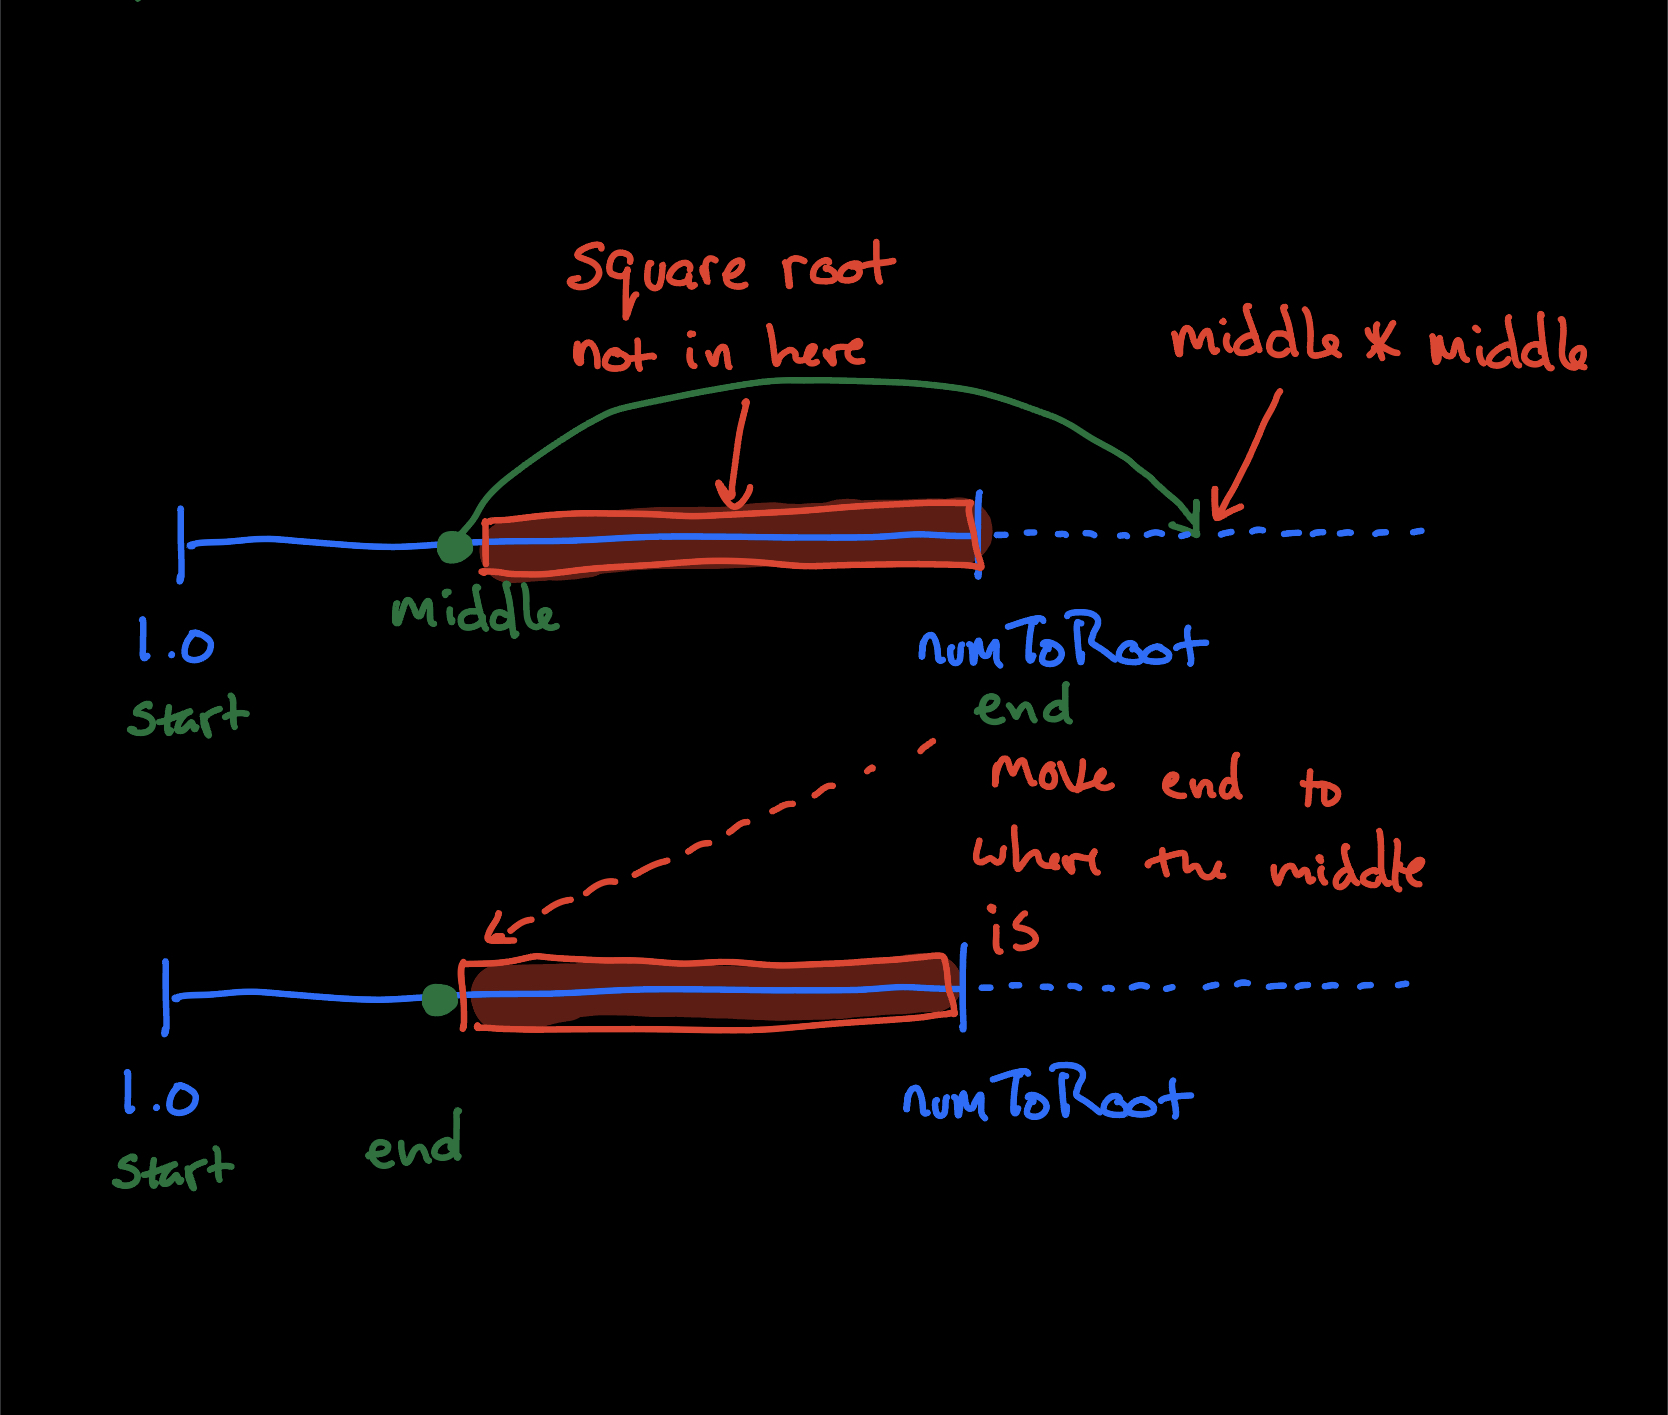 Square root
not in here
middle * middle
middle
1.0
numToRoot
start
end
move end to
where the middle
is
1.0
numToRoot
start
end